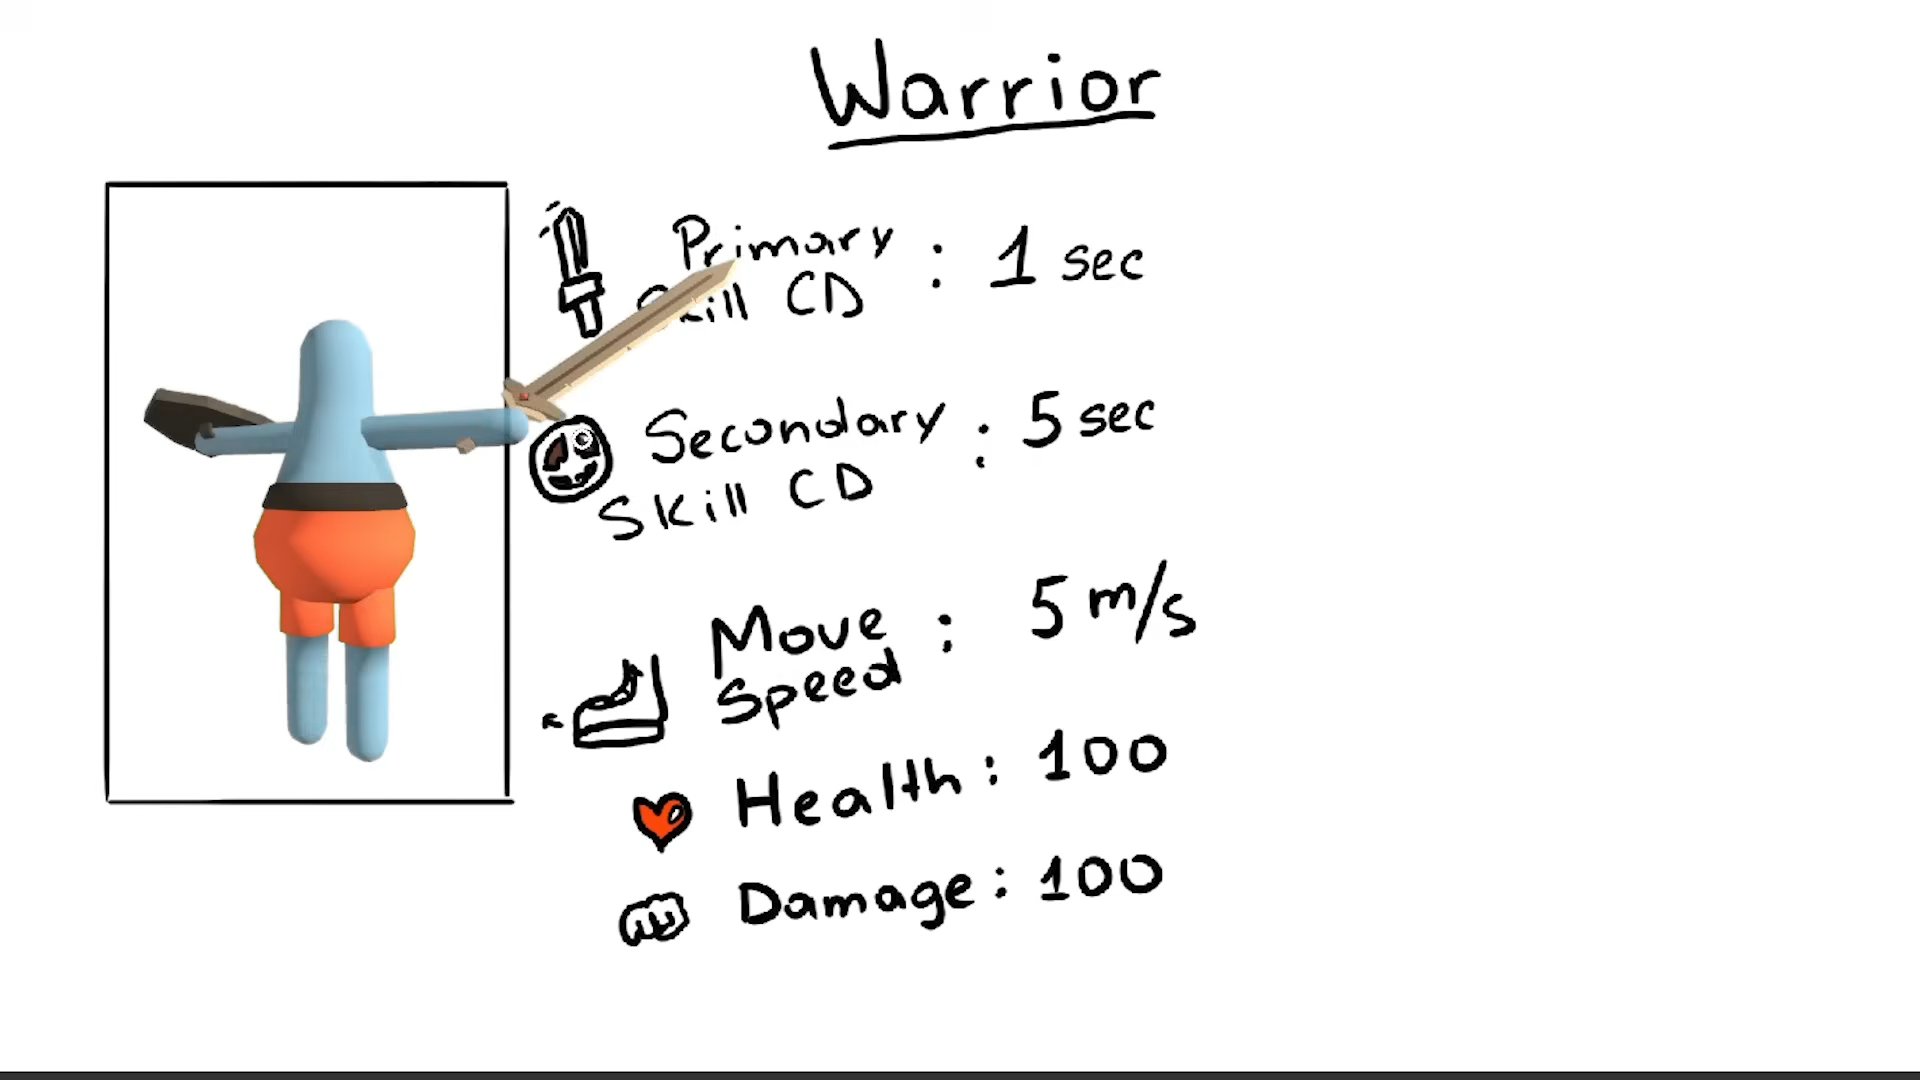 Warrior
Primary : 1 sec
Skill CD
Secondary : 5 sec
Skill CD
Move : 5 m/s
Speed
Health : 100
Damage : 100